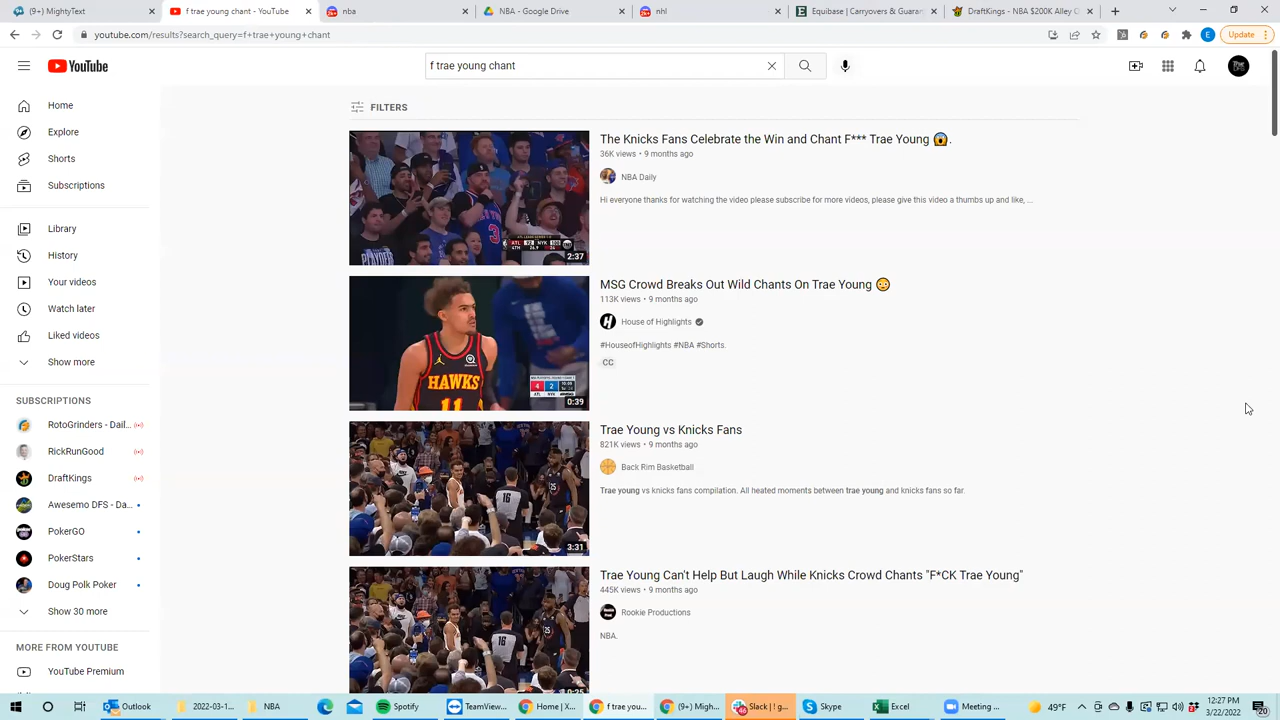 (9+) MightyText
f trae young chant - YouTube
nba
NBA - Google Drive
nhl
Equibase | Carryovers & Guaran
DraftKings - NBA $200K Alley O
youtube.com/results?search_query=f+trae+young+chant
Update
YouTube
f trae young chant
Home
Explore
Shorts
Subscriptions
Library
History
Your videos
Watch later
Liked videos
Show more
SUBSCRIPTIONS
RotoGrinders - Dail...
RickRunGood
DraftKings
Awesemo DFS - Da...
PokerGO
PokerStars
Doug Polk Poker
Show 30 more
MORE FROM YOUTUBE
YouTube Premium
FILTERS
The Knicks Fans Celebrate the Win and Chant F*** Trae Young 😱.
36K views • 9 months ago
NBA Daily
Hi everyone thanks for watching the video please subscribe for more videos, please give this video a thumbs up and like, ...
2:37
MSG Crowd Breaks Out Wild Chants On Trae Young 😳
113K views • 9 months ago
House of Highlights
#HouseofHighlights #NBA #Shorts.
CC
HAWKS
11
0:39
Trae Young vs Knicks Fans
821K views • 9 months ago
Back Rim Basketball
Trae young vs knicks fans compilation. All heated moments between trae young and knicks fans so far.
3:31
Trae Young Can't Help But Laugh While Knicks Crowd Chants "F*CK Trae Young"
445K views • 9 months ago
Rookie Productions
NBA.
Outlook
2022-03-1...
NBA
Spotify
TeamView...
Home | X...
f trae you...
(9+) Migh...
Slack | ! g...
Skype
Excel
Meeting ...
49°F
12:27 PM
3/22/2022
20